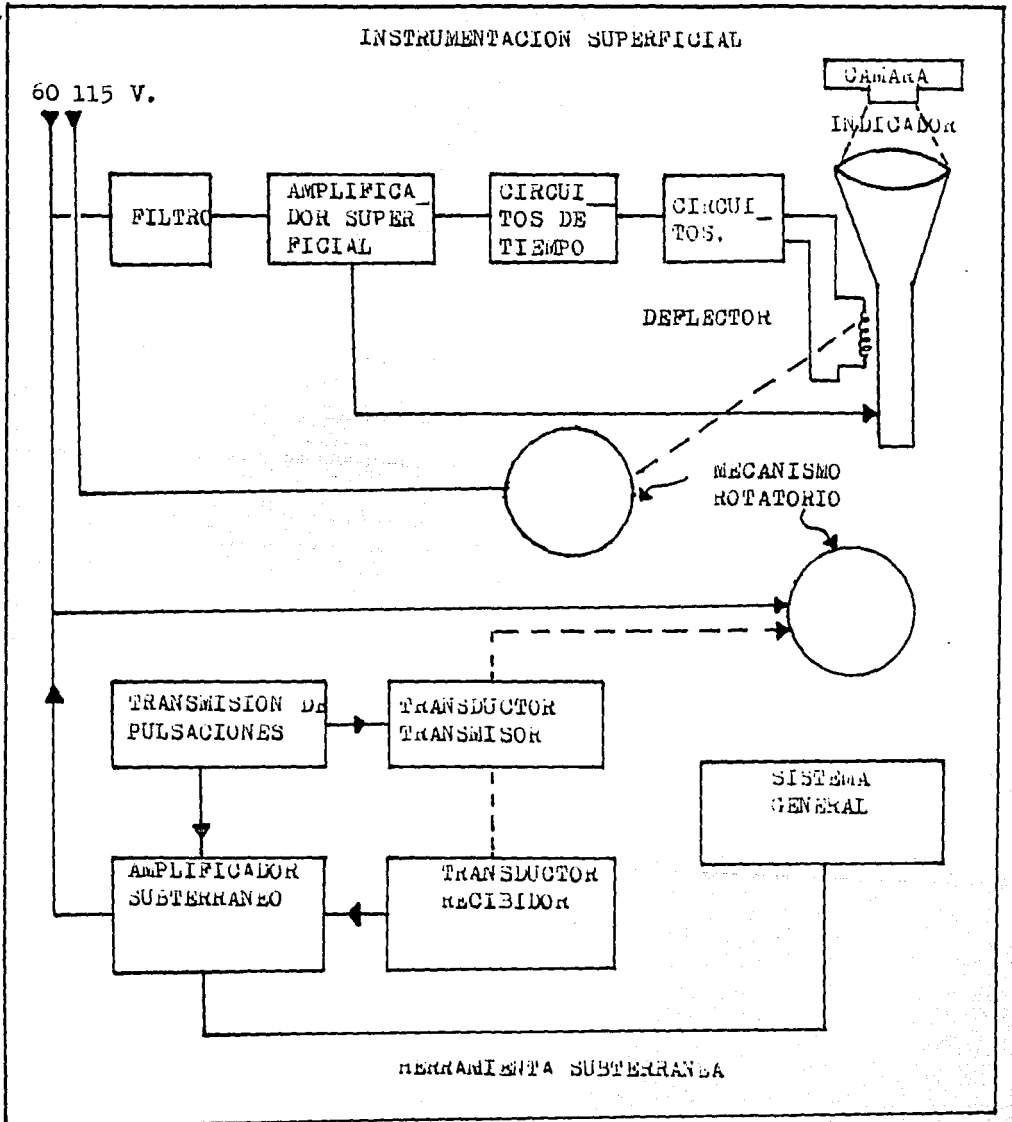 INSTRUMENTACION SUPERFICIAL
CAMARA
60 115 V.
INDICADOR
FILTRO
AMPLIFICA_
DOR SUPER
FICIAL
CIRCUI_
TOS DE
TIEMPO
CIRCUI_
TOS.
DEFLECTOR
MECANISMO
ROTATORIO
TRANSMISION DE
PULSACIONES
TRANSDUCTOR
TRANSMISOR
SISTEMA
GENERAL
AMPLIFICADOR
SUBTERRANEO
TRANSDUCTOR
RECIBIDOR
HERRAMIENTA SUBTERRANEA